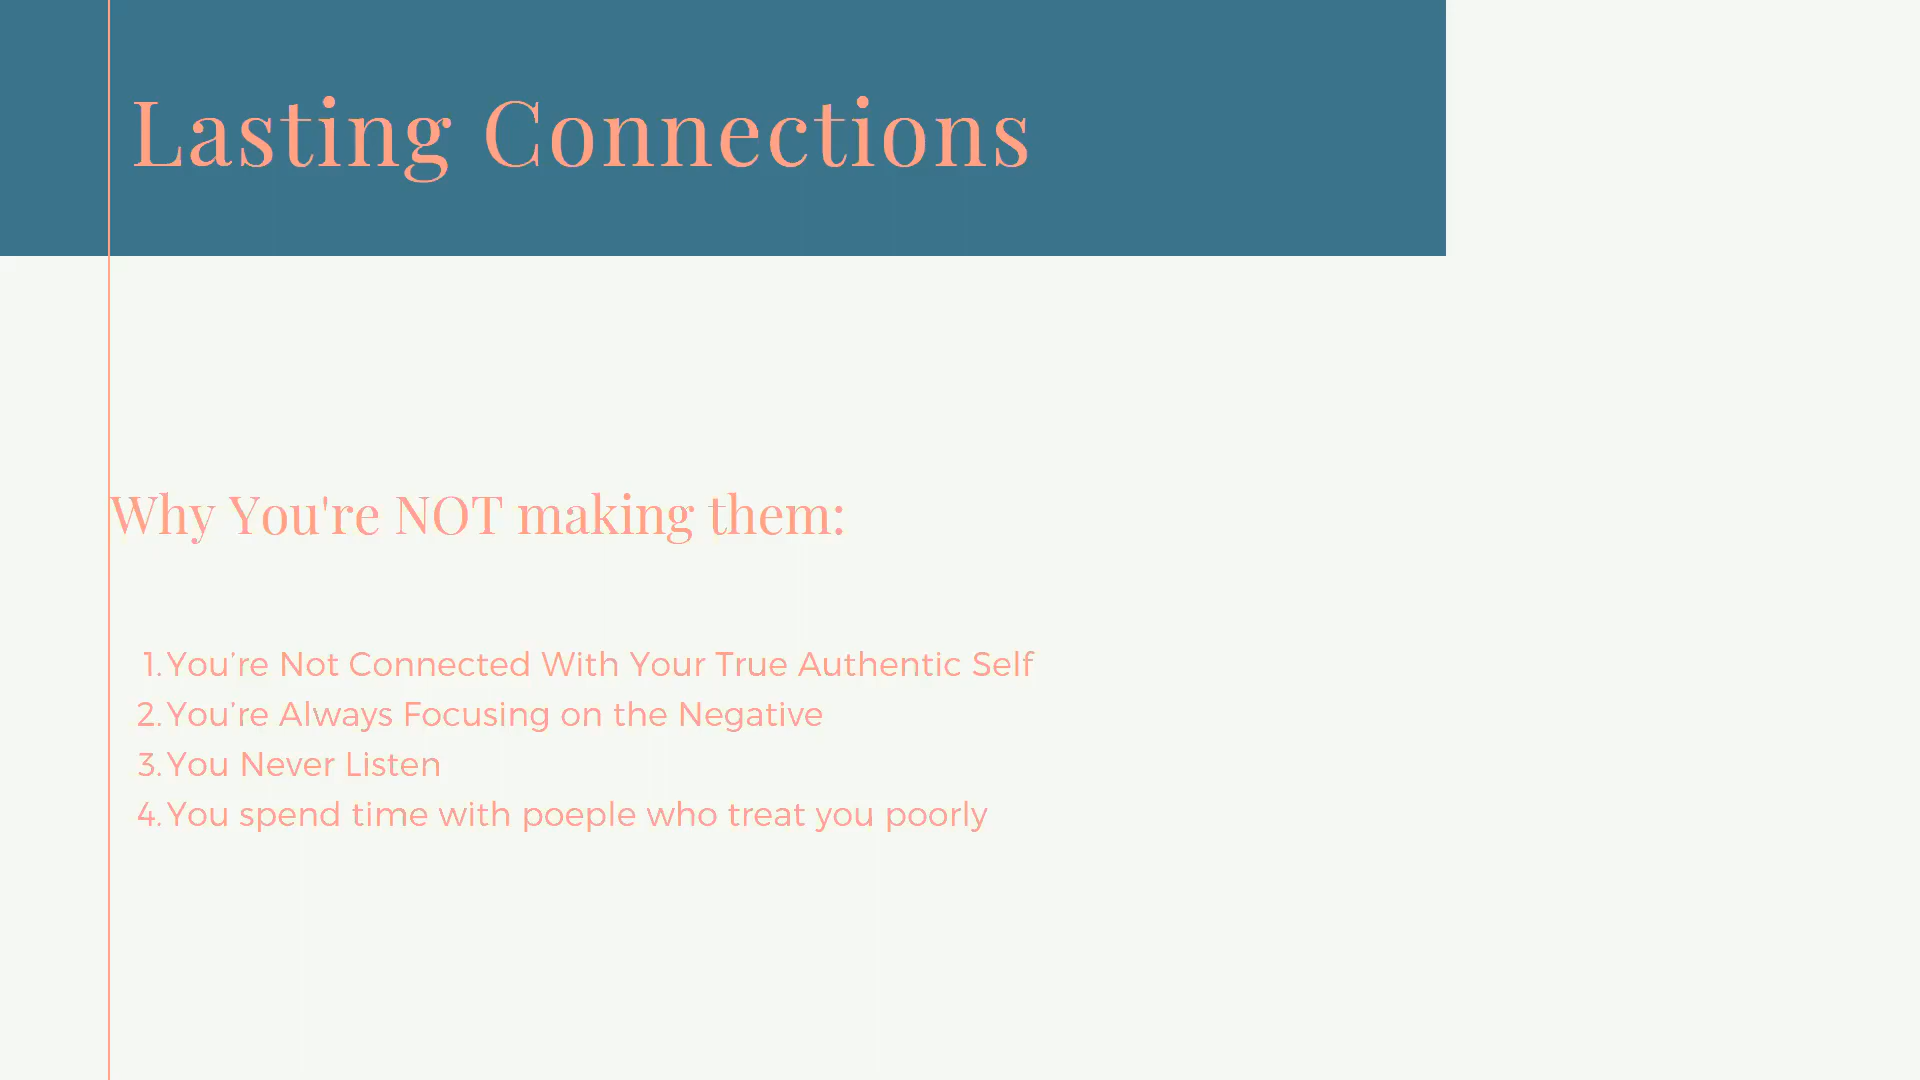 Lasting Connections
Why You're NOT making them:
1. You’re Not Connected With Your True Authentic Self
2. You’re Always Focusing on the Negative
3. You Never Listen
4. You spend time with poeple who treat you poorly